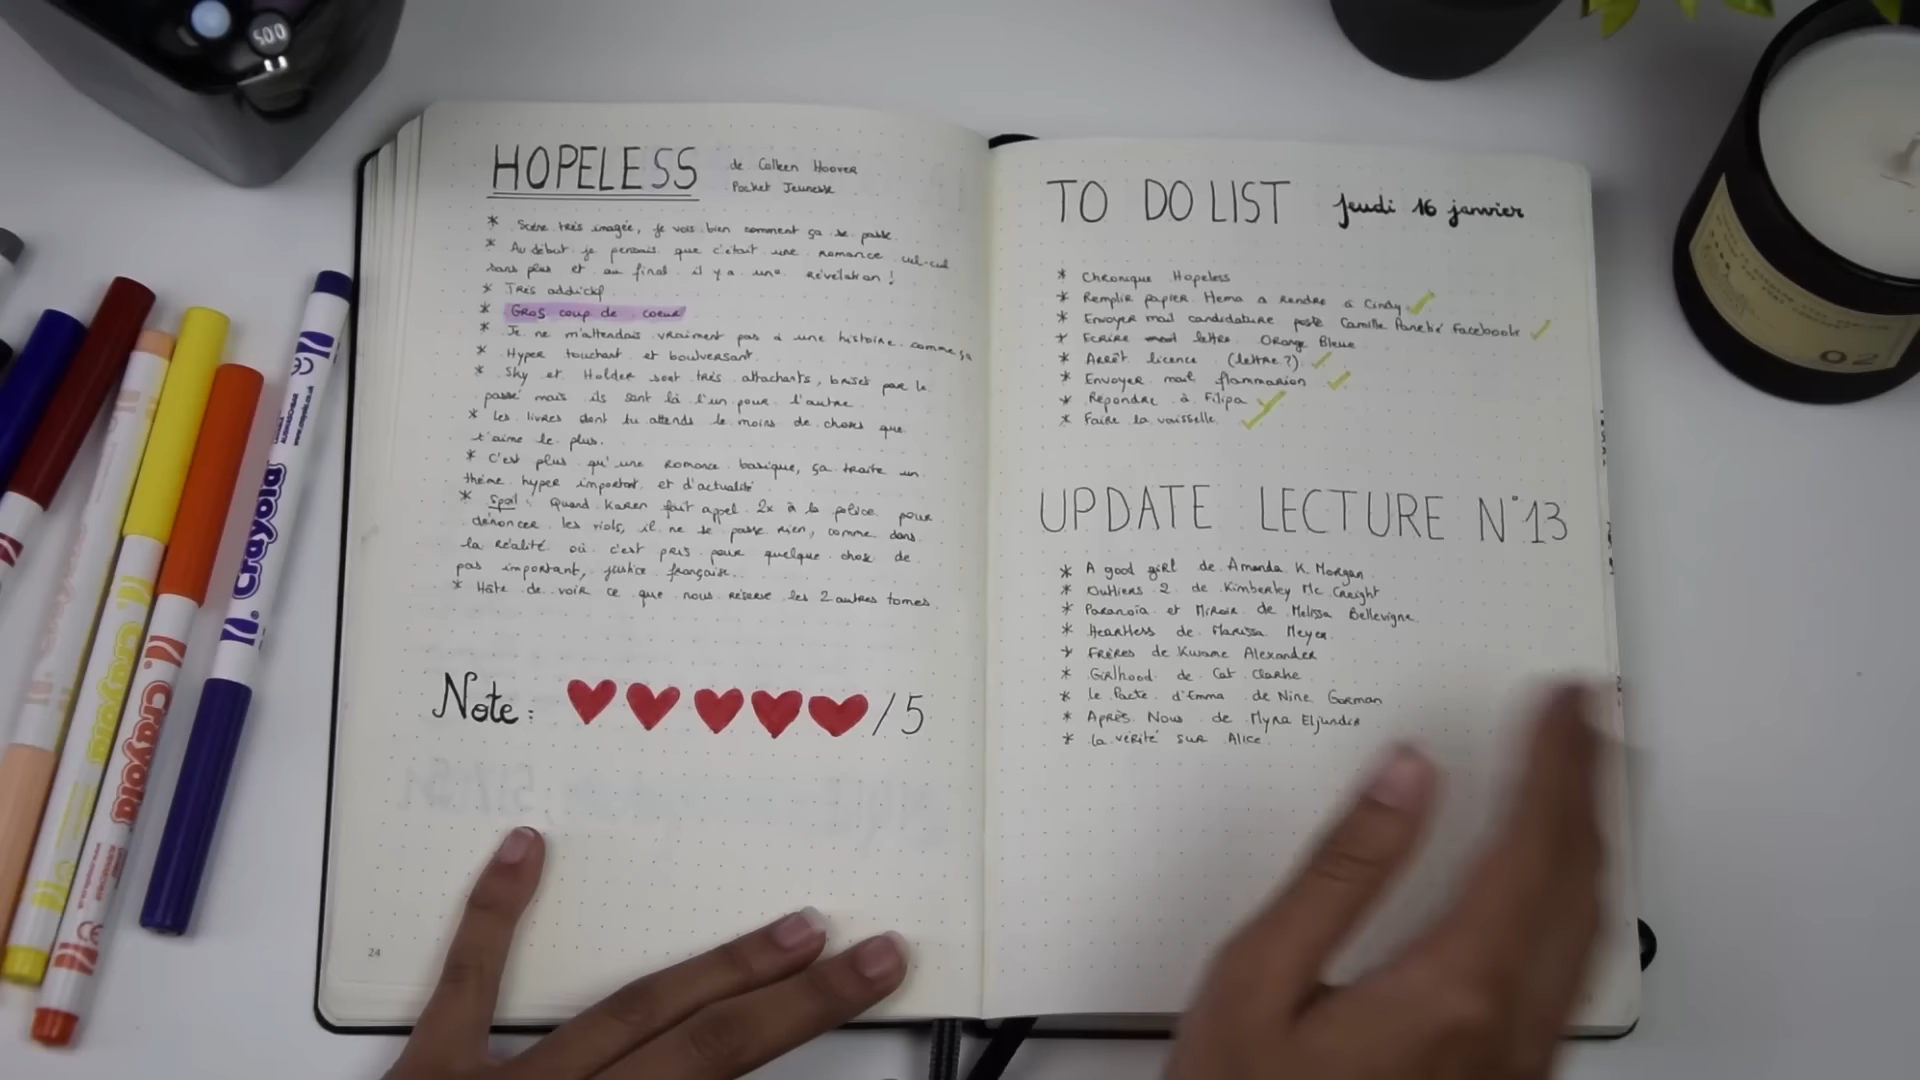 HOPELESS
de Colleen Hoover
Pocket Jeunesse
* Scène très imagée, je vois bien comment ça se passe
* Au début je pensais que c'était une romance cul-cul
sans plus et au final il y a une révélation !
* Très addictif
* Gros coup de coeur
* Je ne m'attendais vraiment pas à une histoire comme ça
* Hyper touchant et boulversant.
* Sky et Holder sont très attachants, brisés par le
passé mais ils sont là l'un pour l'autre.
* Les livres dont tu attends le moins de choses que
t'aime le plus.
* C'est plus qu'une romance basique, ça traite un
thème hyper important et d'actualité
* Spoil : Quand Karen fait appel 2x à la police pour
dénoncer les viols, il ne se passe rien, comme dans
la réalité où c'est pris pour quelque chose de
pas important, justice française..
* Hâte de voir ce que nous réserve les 2 autres tomes.
Note : /5
24
TO DO LIST Jeudi 16 janvier
* Chronique Hopeless
* Remplir papier Hema à rendre à Cindy
* Envoyer mail candidature poste Camille Facebook
* Ecrire lettre Orange Bleue
* Arrêt licence (lettre ?)
* Envoyer mail flammarion
* Répondre à Filipa
* Faire la vaisselle
UPDATE LECTURE N°13
* A good girl de Amanda K. Morgan
* Outliers 2 de Kimberley Mc Creight
* Paranoïa et Miroir de Melissa Bellevigne
* Heartless de Marissa Meyer
* Frères de Kwame Alexander
* Girlhood de Cat Clarke
* Le Pacte d'Emma de Nine Gorman
* Après Nous de Myra Eljundir
* La vérité sur Alice
Crayola
Crayola
Crayola
500
02